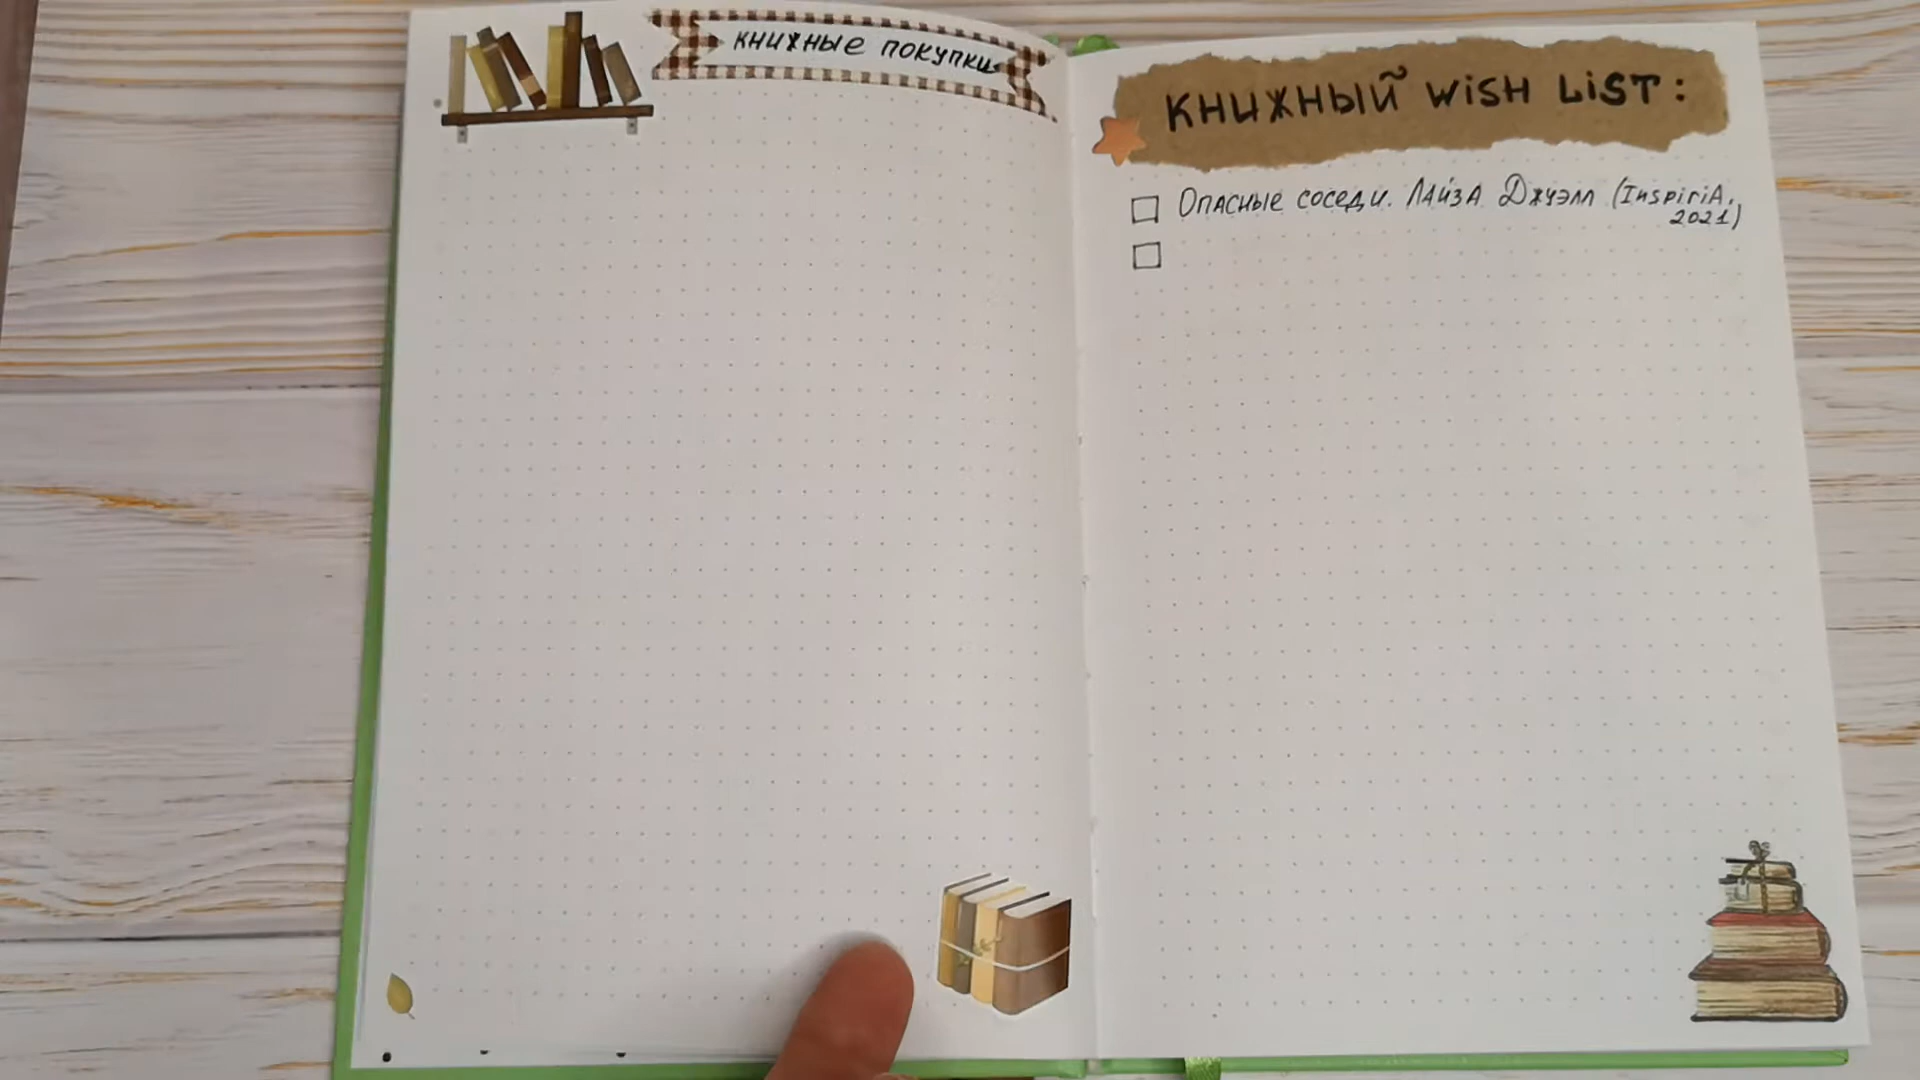 книжные покупки
КНИЖНЫЙ WISH LIST:
Опасные соседи. Лайза Джуэлл (Inspiria,
2021)